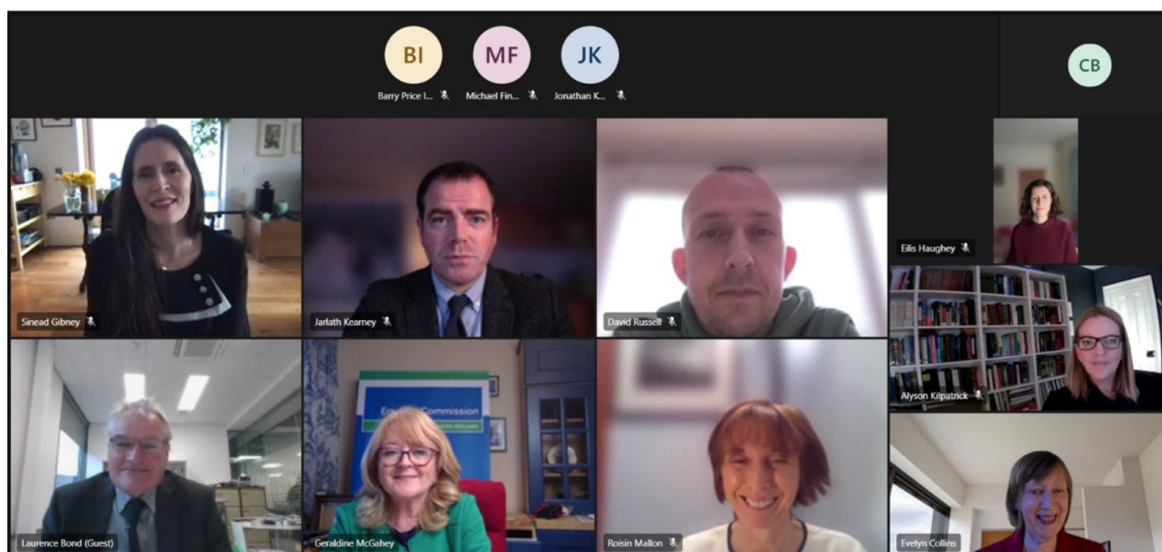 BI
MF
JK
CB
Barry Price I...
Michael Fin...
Jonathan K...
Sinead Gibney
Jarlath Kearney
David Russell
Eilis Haughey
Alyson Kilpatrick
Laurence Bond (Guest)
Commission
Geraldine McGahey
Roisin Mallon
Evelyn Collins